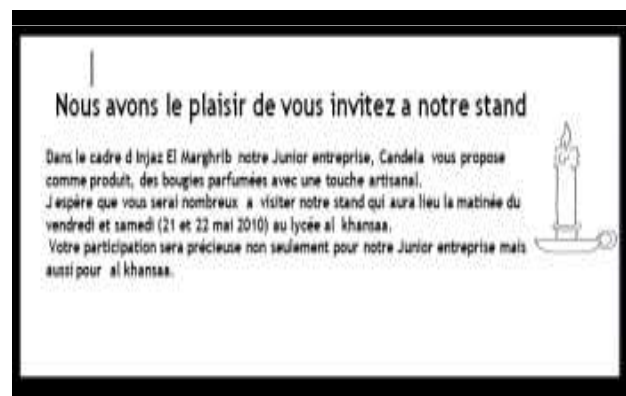 Nous avons le plaisir de vous invitez a notre stand
Dans le cadre d Injaz El Marghrib notre Junior entreprise, Candela vous propose
comme produit, des bougies parfumées avec une touche artisanal.
J espère que vous serai nombreux a visiter notre stand qui aura lieu la matinée du
vendredi et samedi (21 et 22 mai 2010) au lycée al khansaa.
Votre participation sera précieuse non seulement pour notre Junior entreprise mais
aussi pour al khansaa.